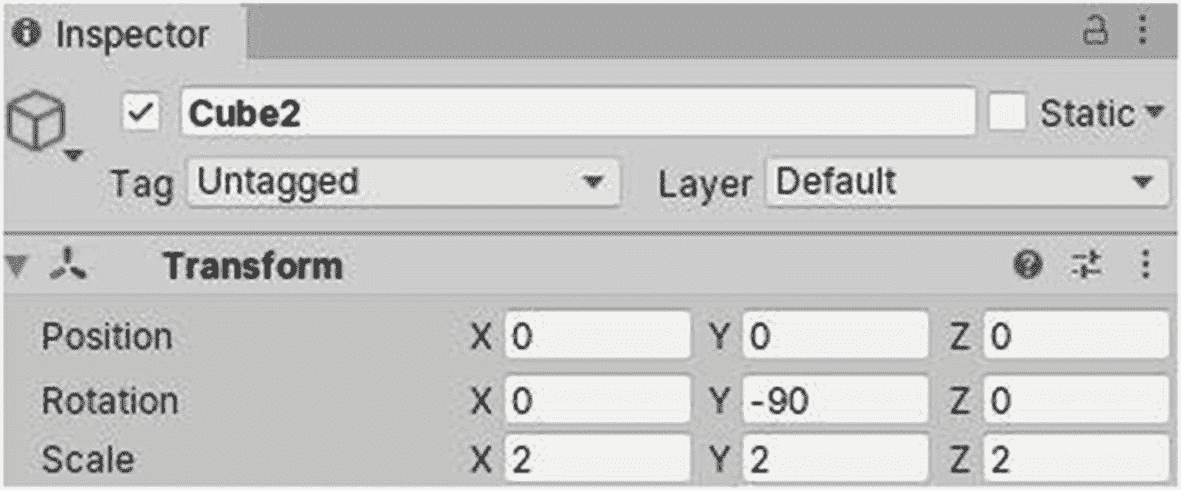 Inspector
Cube2 Static
Tag Untagged Layer Default
Transform
Position X 0 Y 0 Z 0
Rotation X 0 Y -90 Z 0
Scale X 2 Y 2 Z 2